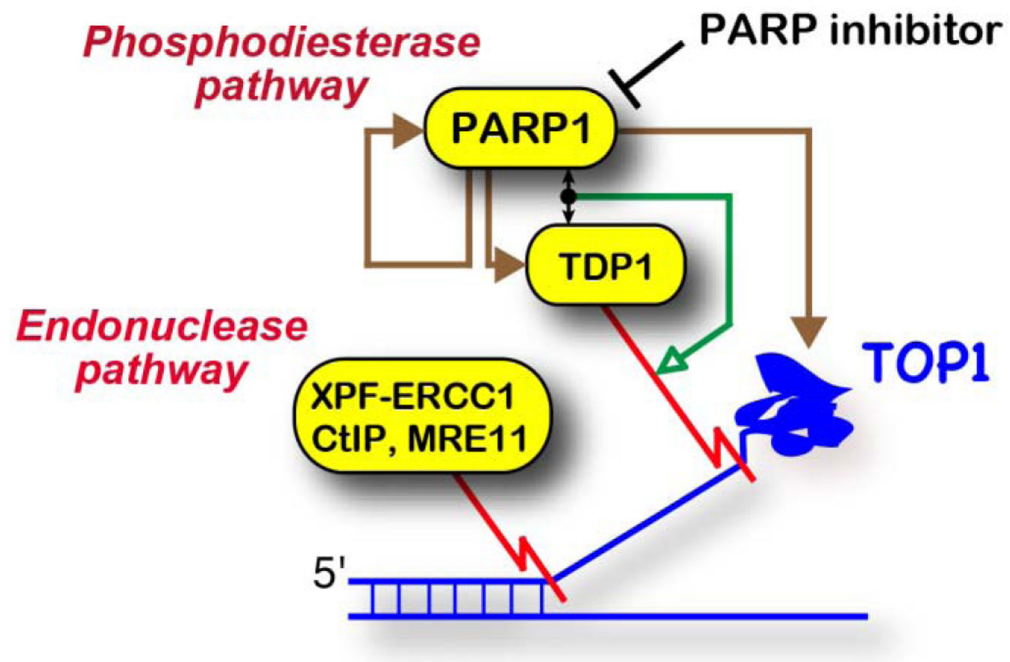 Phosphodiesterase
pathway
PARP inhibitor
PARP1
TDP1
Endonuclease
pathway
XPF-ERCC1
CtIP, MRE11
TOP1
5'